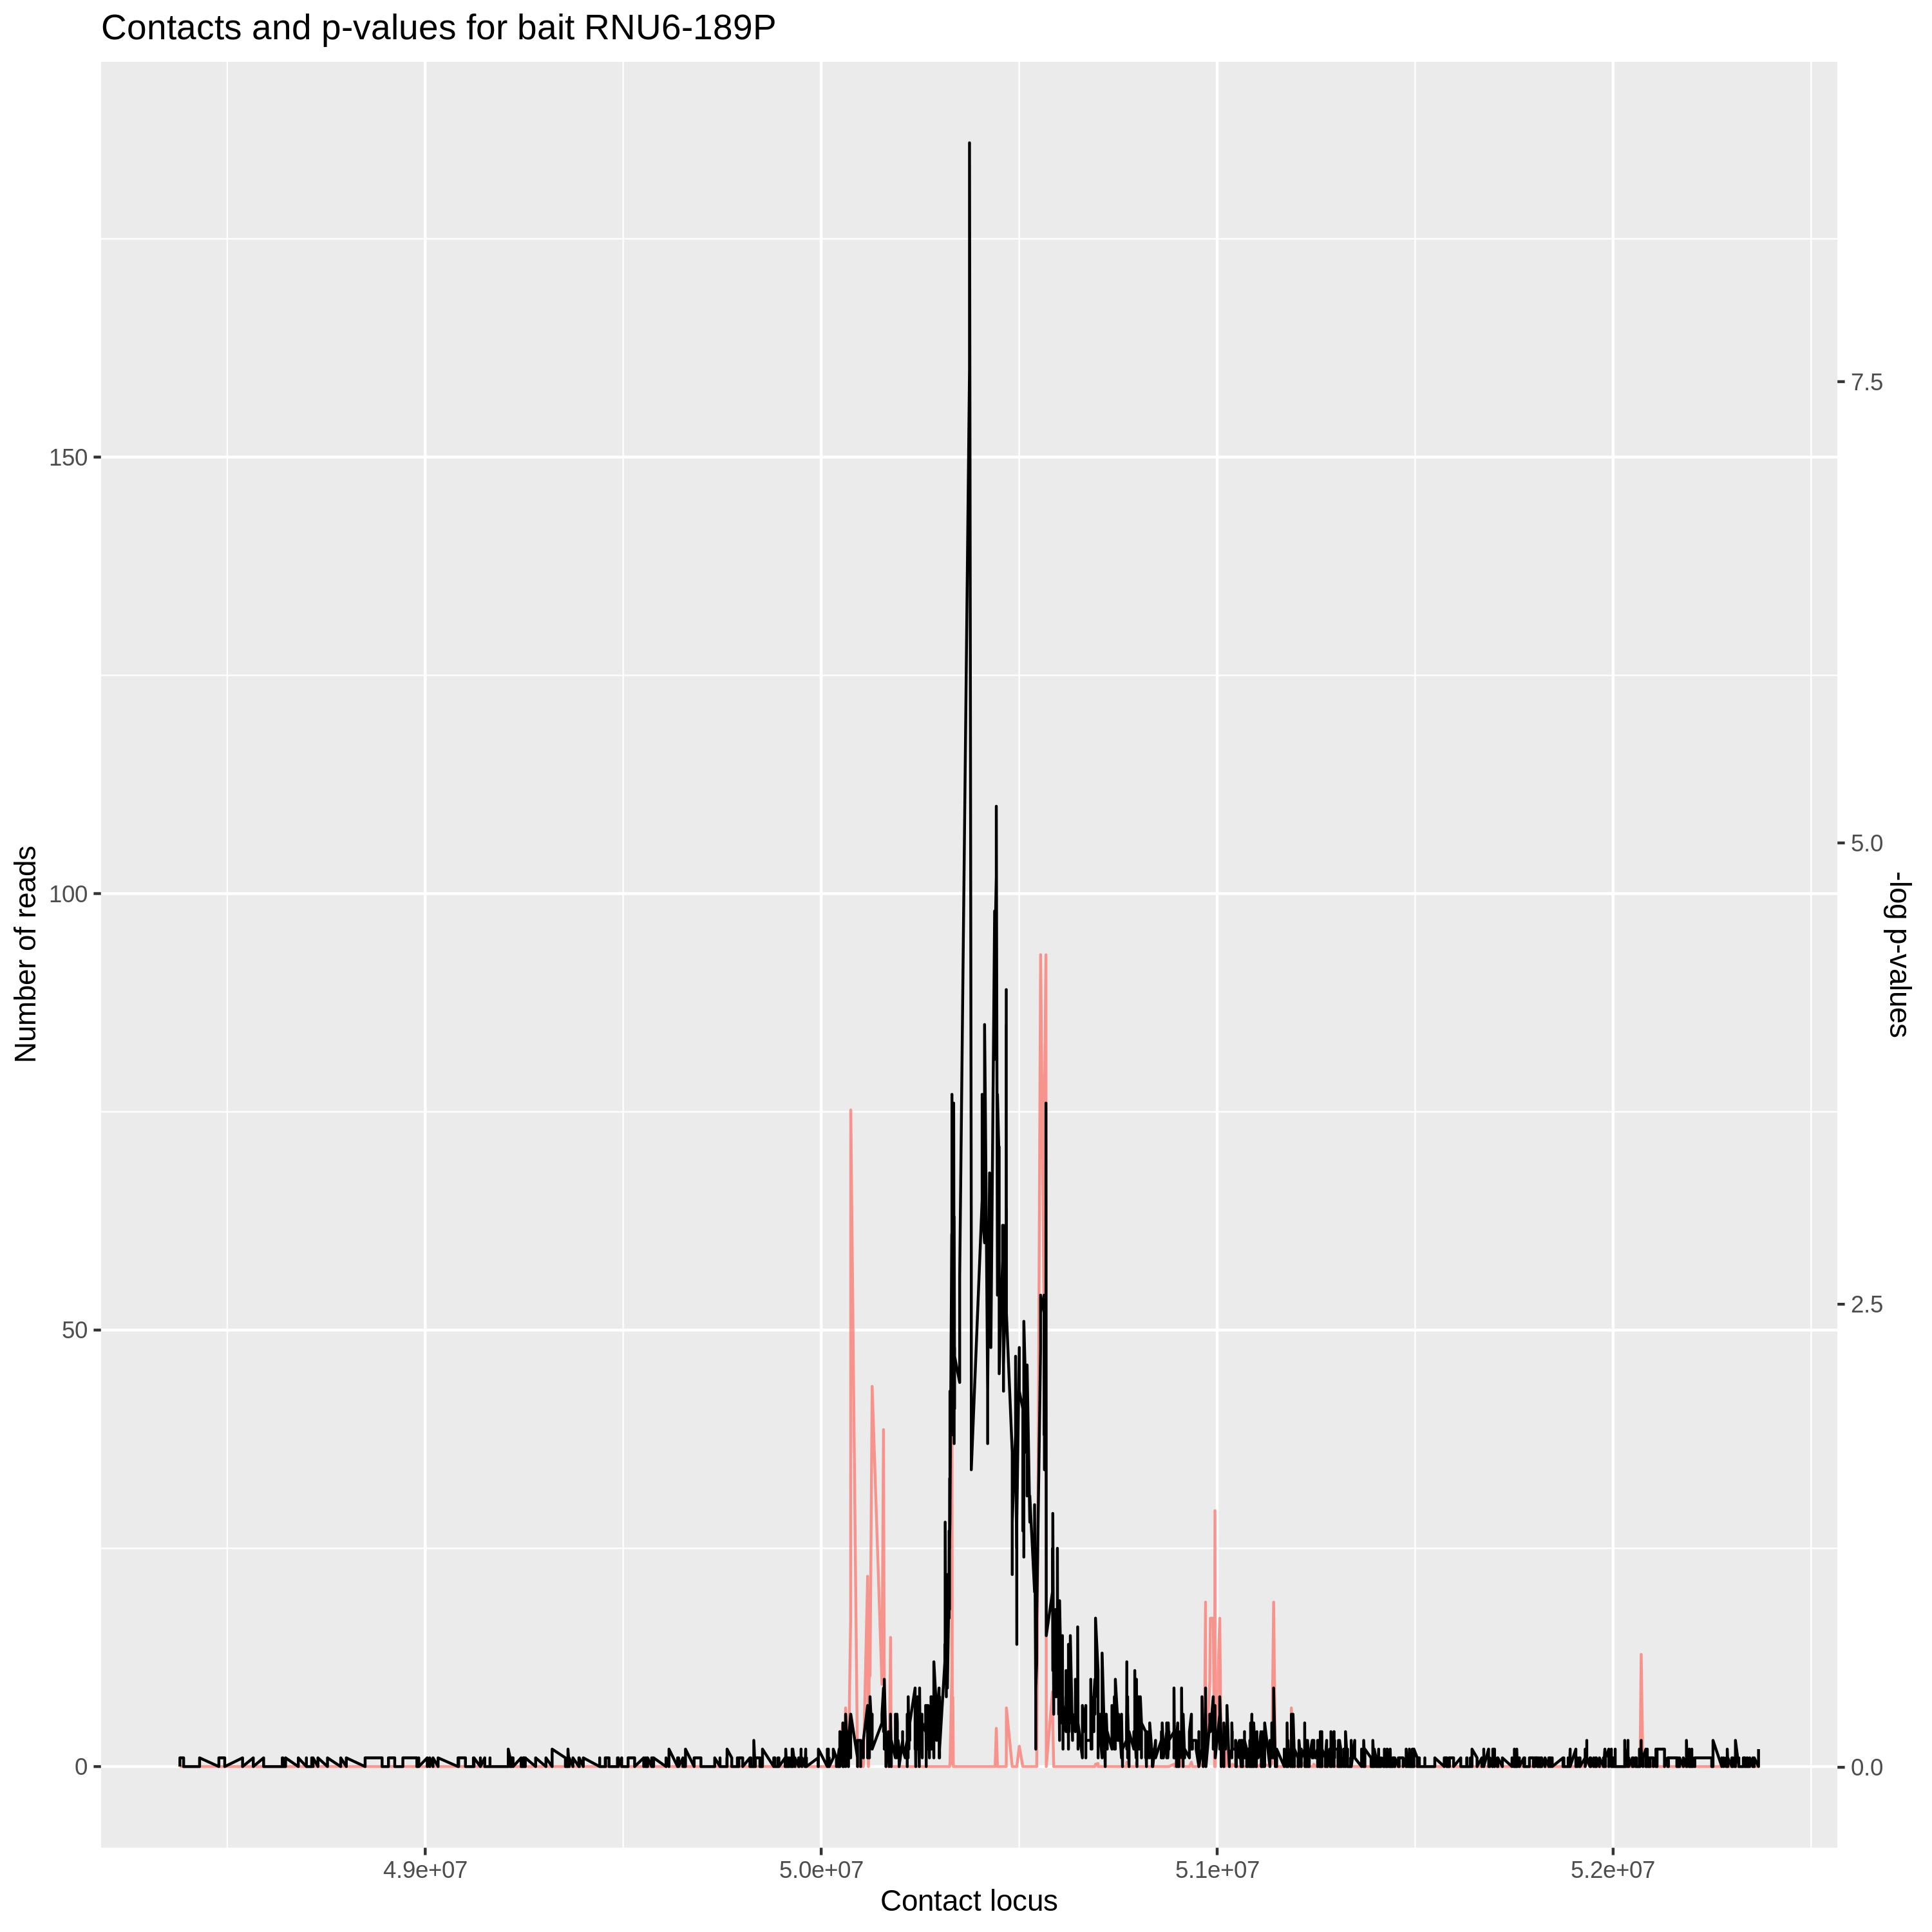 Contacts and p-values for bait RNU6-189P
Number of reads
150
100
50
0
7.5
5.0
2.5
0.0
-log p-values
4.9e+07 5.0e+07 5.1e+07 5.2e+07
Contact locus